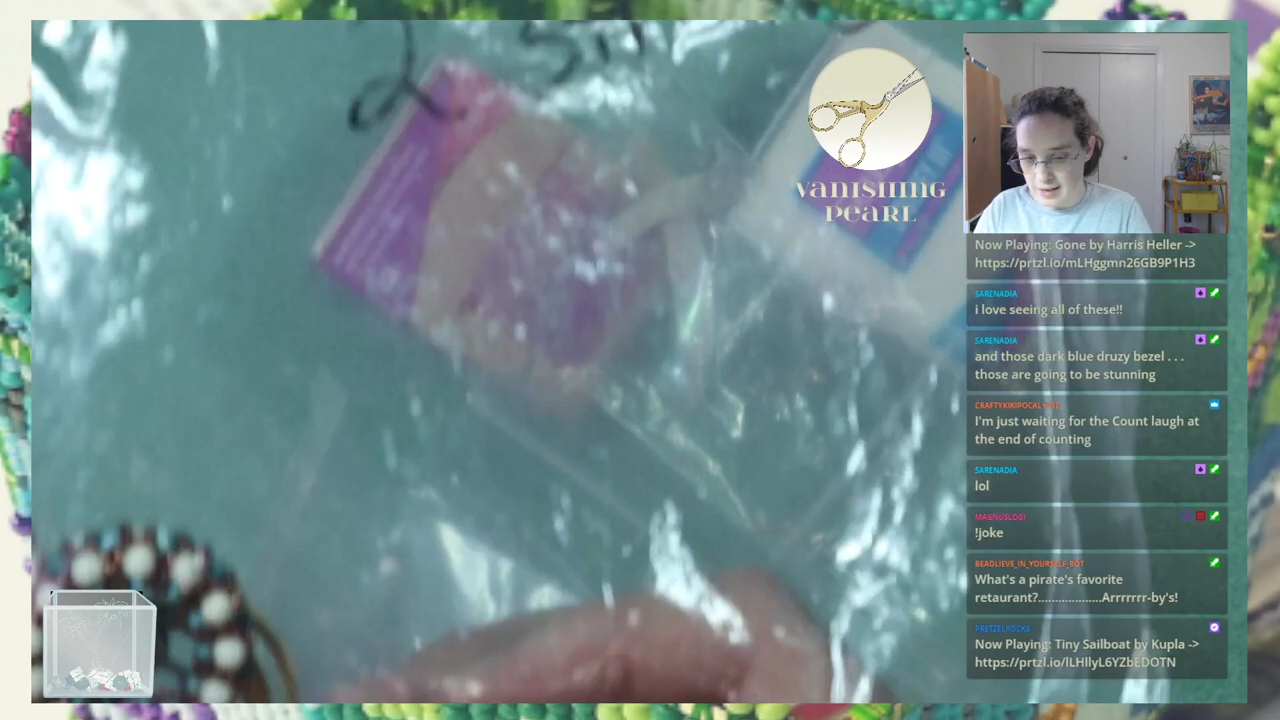 VANISHING
PEARL
Now Playing: Gone by Harris Heller ->
https://prtzl.io/mLHggmn26GB9P1H3
SARENADIA
i love seeing all of these!!
SARENADIA
and those dark blue druzy bezel . . .
those are going to be stunning
CRAFTYKIKIPOCALYPSE
I'm just waiting for the Count laugh at
the end of counting
SARENADIA
lol
MAGNUSLOGI
!joke
BEADLIEVE_IN_YOURSELF_BOT
What's a pirate's favorite
retaurant?...................Arrrrrrr-by's!
PRETZELROCKS
Now Playing: Tiny Sailboat by Kupla ->
https://prtzl.io/lLHllyL6YZbEDOTN